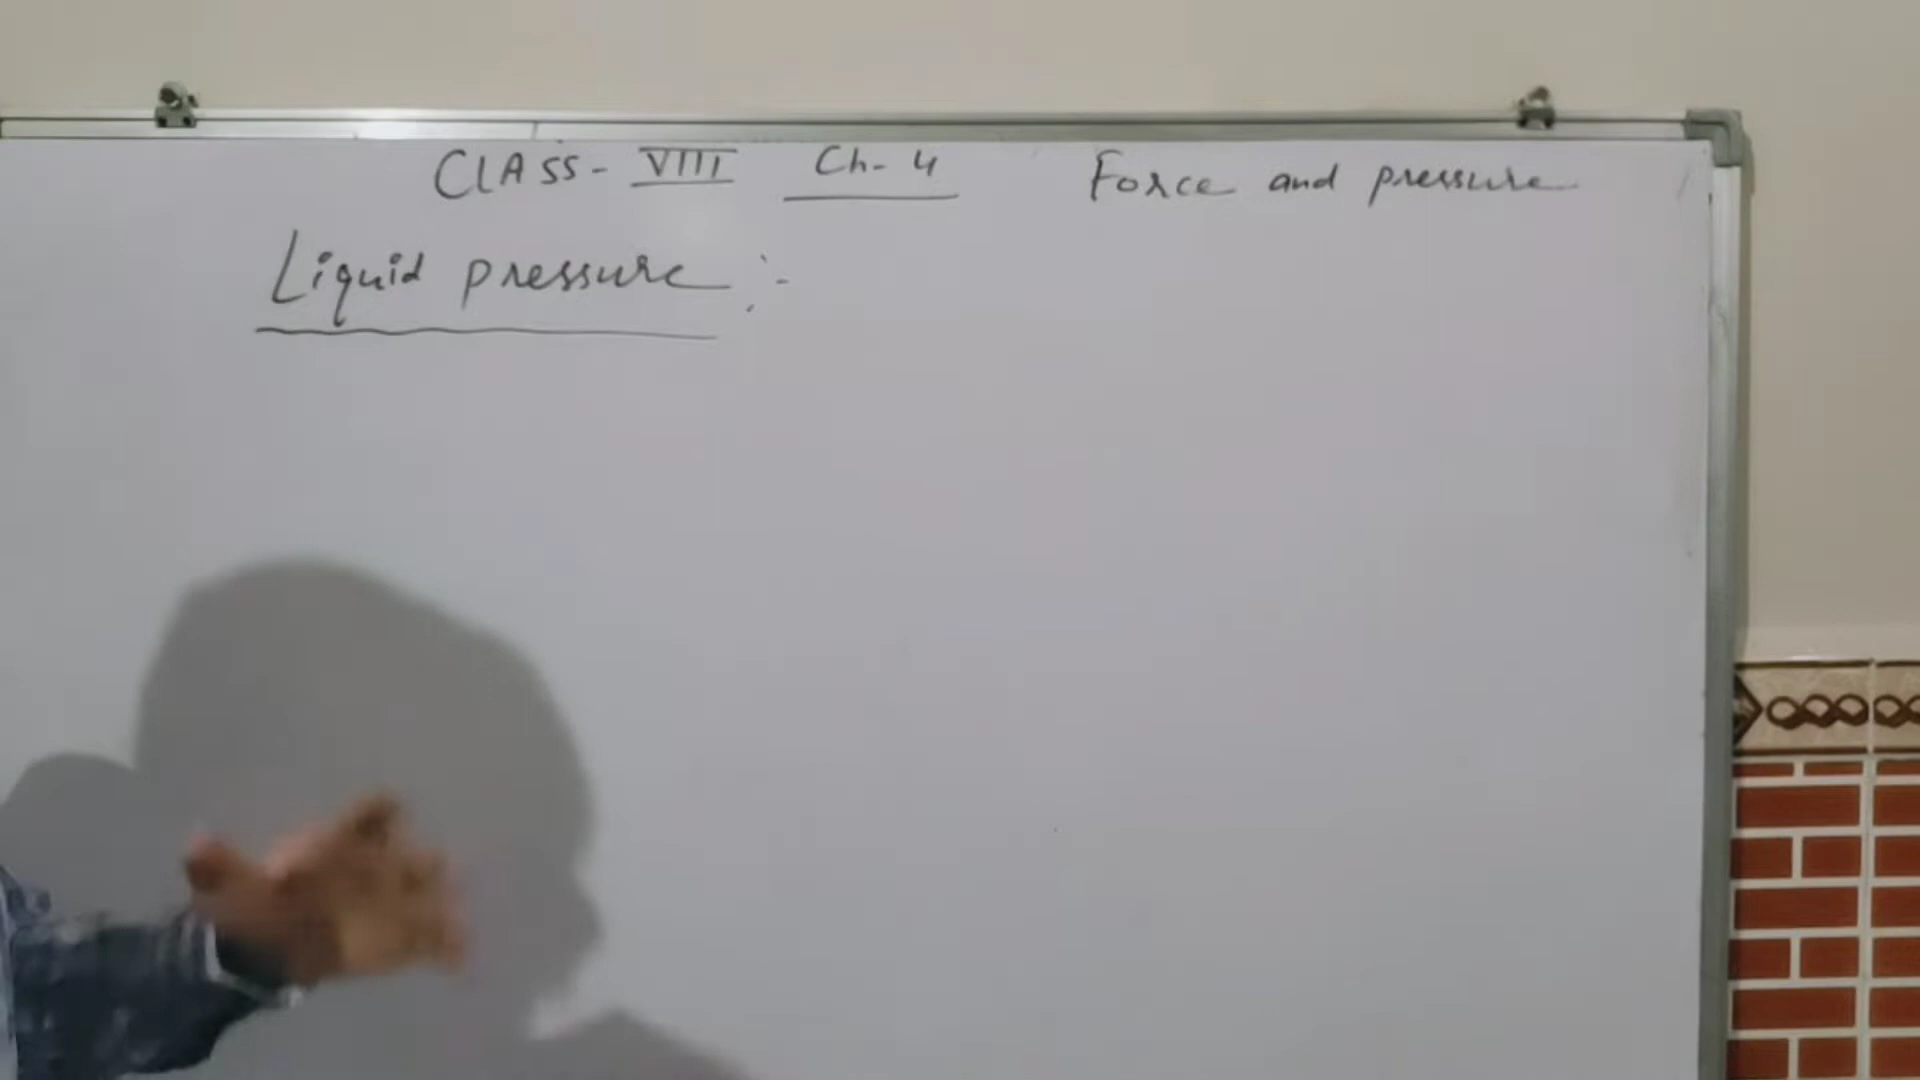 CLASS- VIII Ch- 4 Force and pressure
Liquid pressure :-